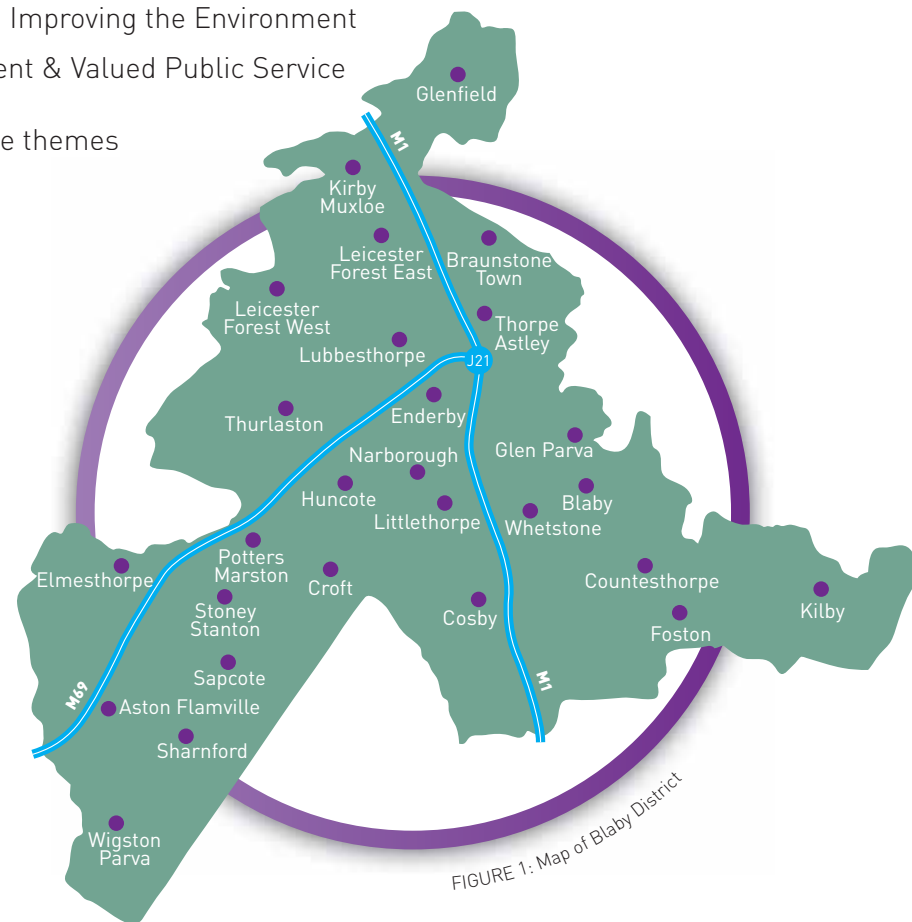 Improving the Environment
ent & Valued Public Service
e themes
Glenfield
M1
Kirby
Muxloe
Leicester
Forest East
Braunstone
Town
Leicester
Forest West
Thorpe
Astley
Lubbesthorpe
J21
Enderby
Thurlaston
Glen Parva
Narborough
Huncote
Blaby
Littlethorpe
Whetstone
Potters
Marston
Elmesthorpe
Croft
Countesthorpe
Stoney
Stanton
Cosby
Kilby
Foston
Sapcote
M69
M1
Aston Flamville
Sharnford
Wigston
Parva
FIGURE 1: Map of Blaby District